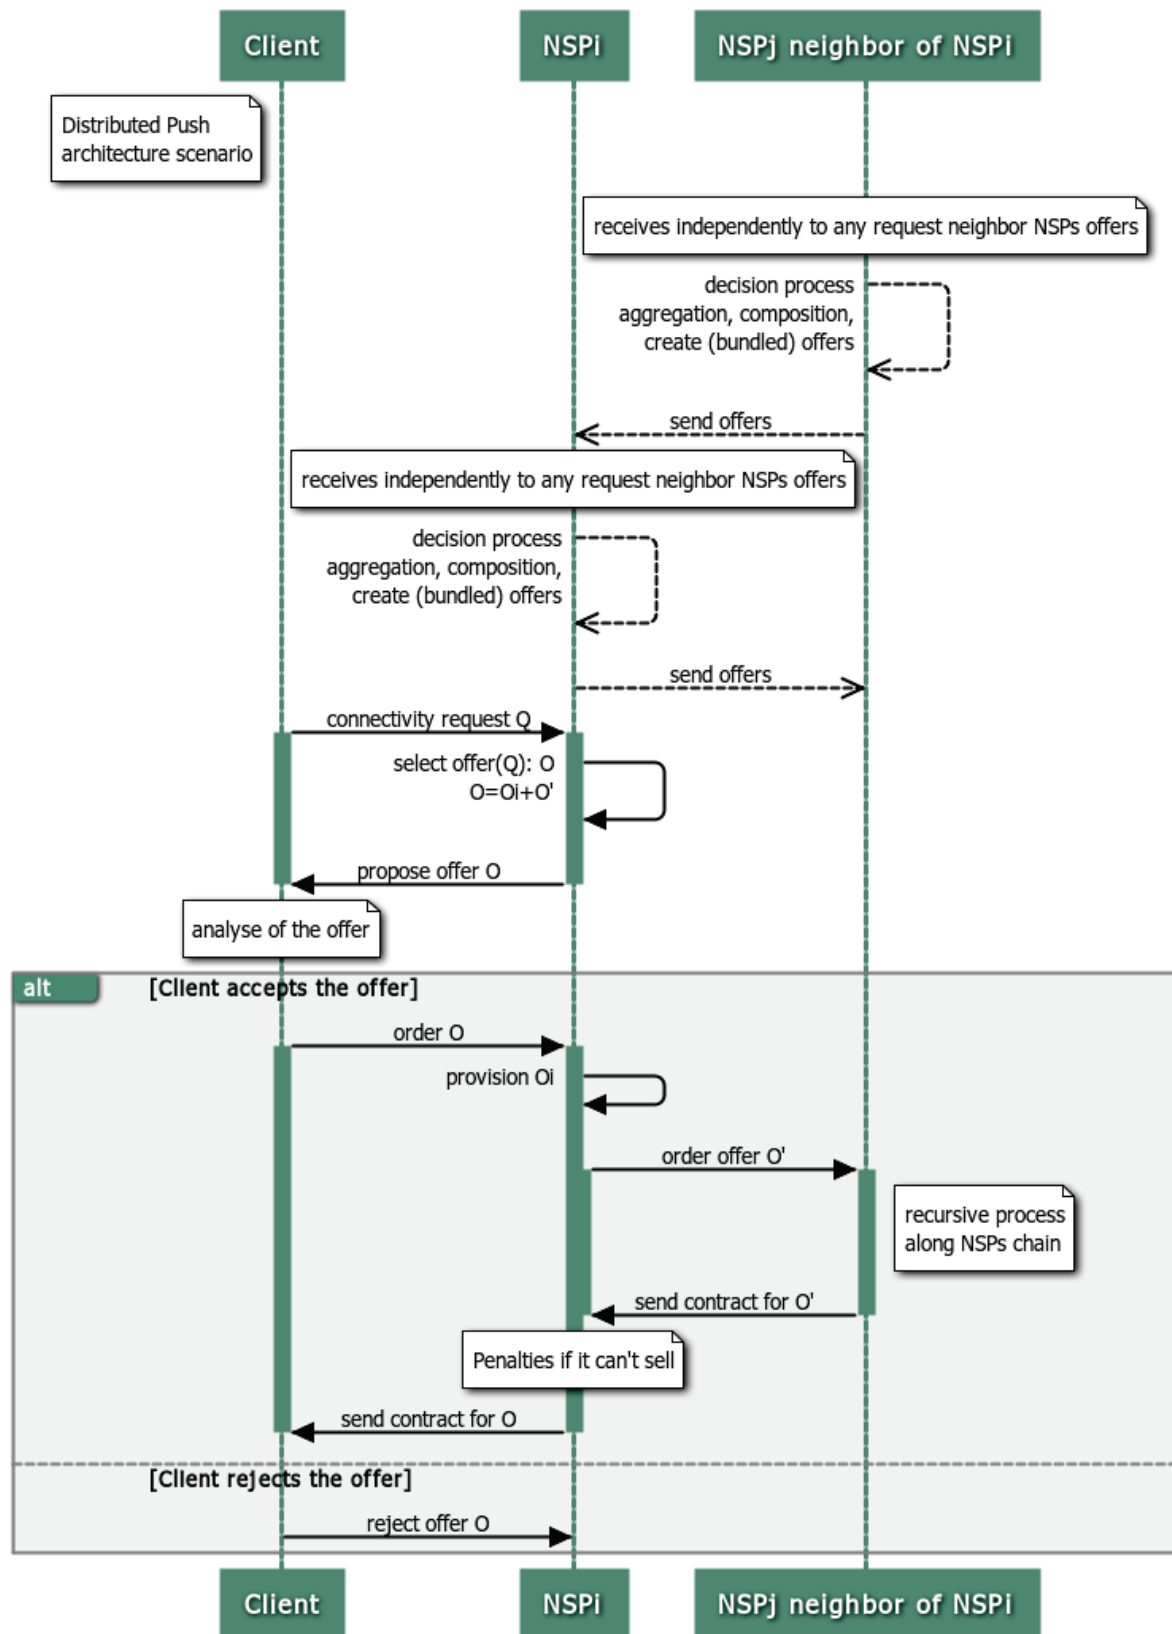 Client
NSPi
NSPj neighbor of NSPi
Distributed Push
architecture scenario
receives independently to any request neighbor NSPs offers
decision process
aggregation, composition,
create (bundled) offers
send offers
receives independently to any request neighbor NSPs offers
decision process
aggregation, composition,
create (bundled) offers
send offers
connectivity request Q
select offer(Q): O
O=Oi+O'
propose offer O
analyse of the offer
alt
[Client accepts the offer]
order O
provision Oi
order offer O'
recursive process
along NSPs chain
send contract for O'
Penalties if it can't sell
send contract for O
[Client rejects the offer]
reject offer O
Client
NSPi
NSPj neighbor of NSPi